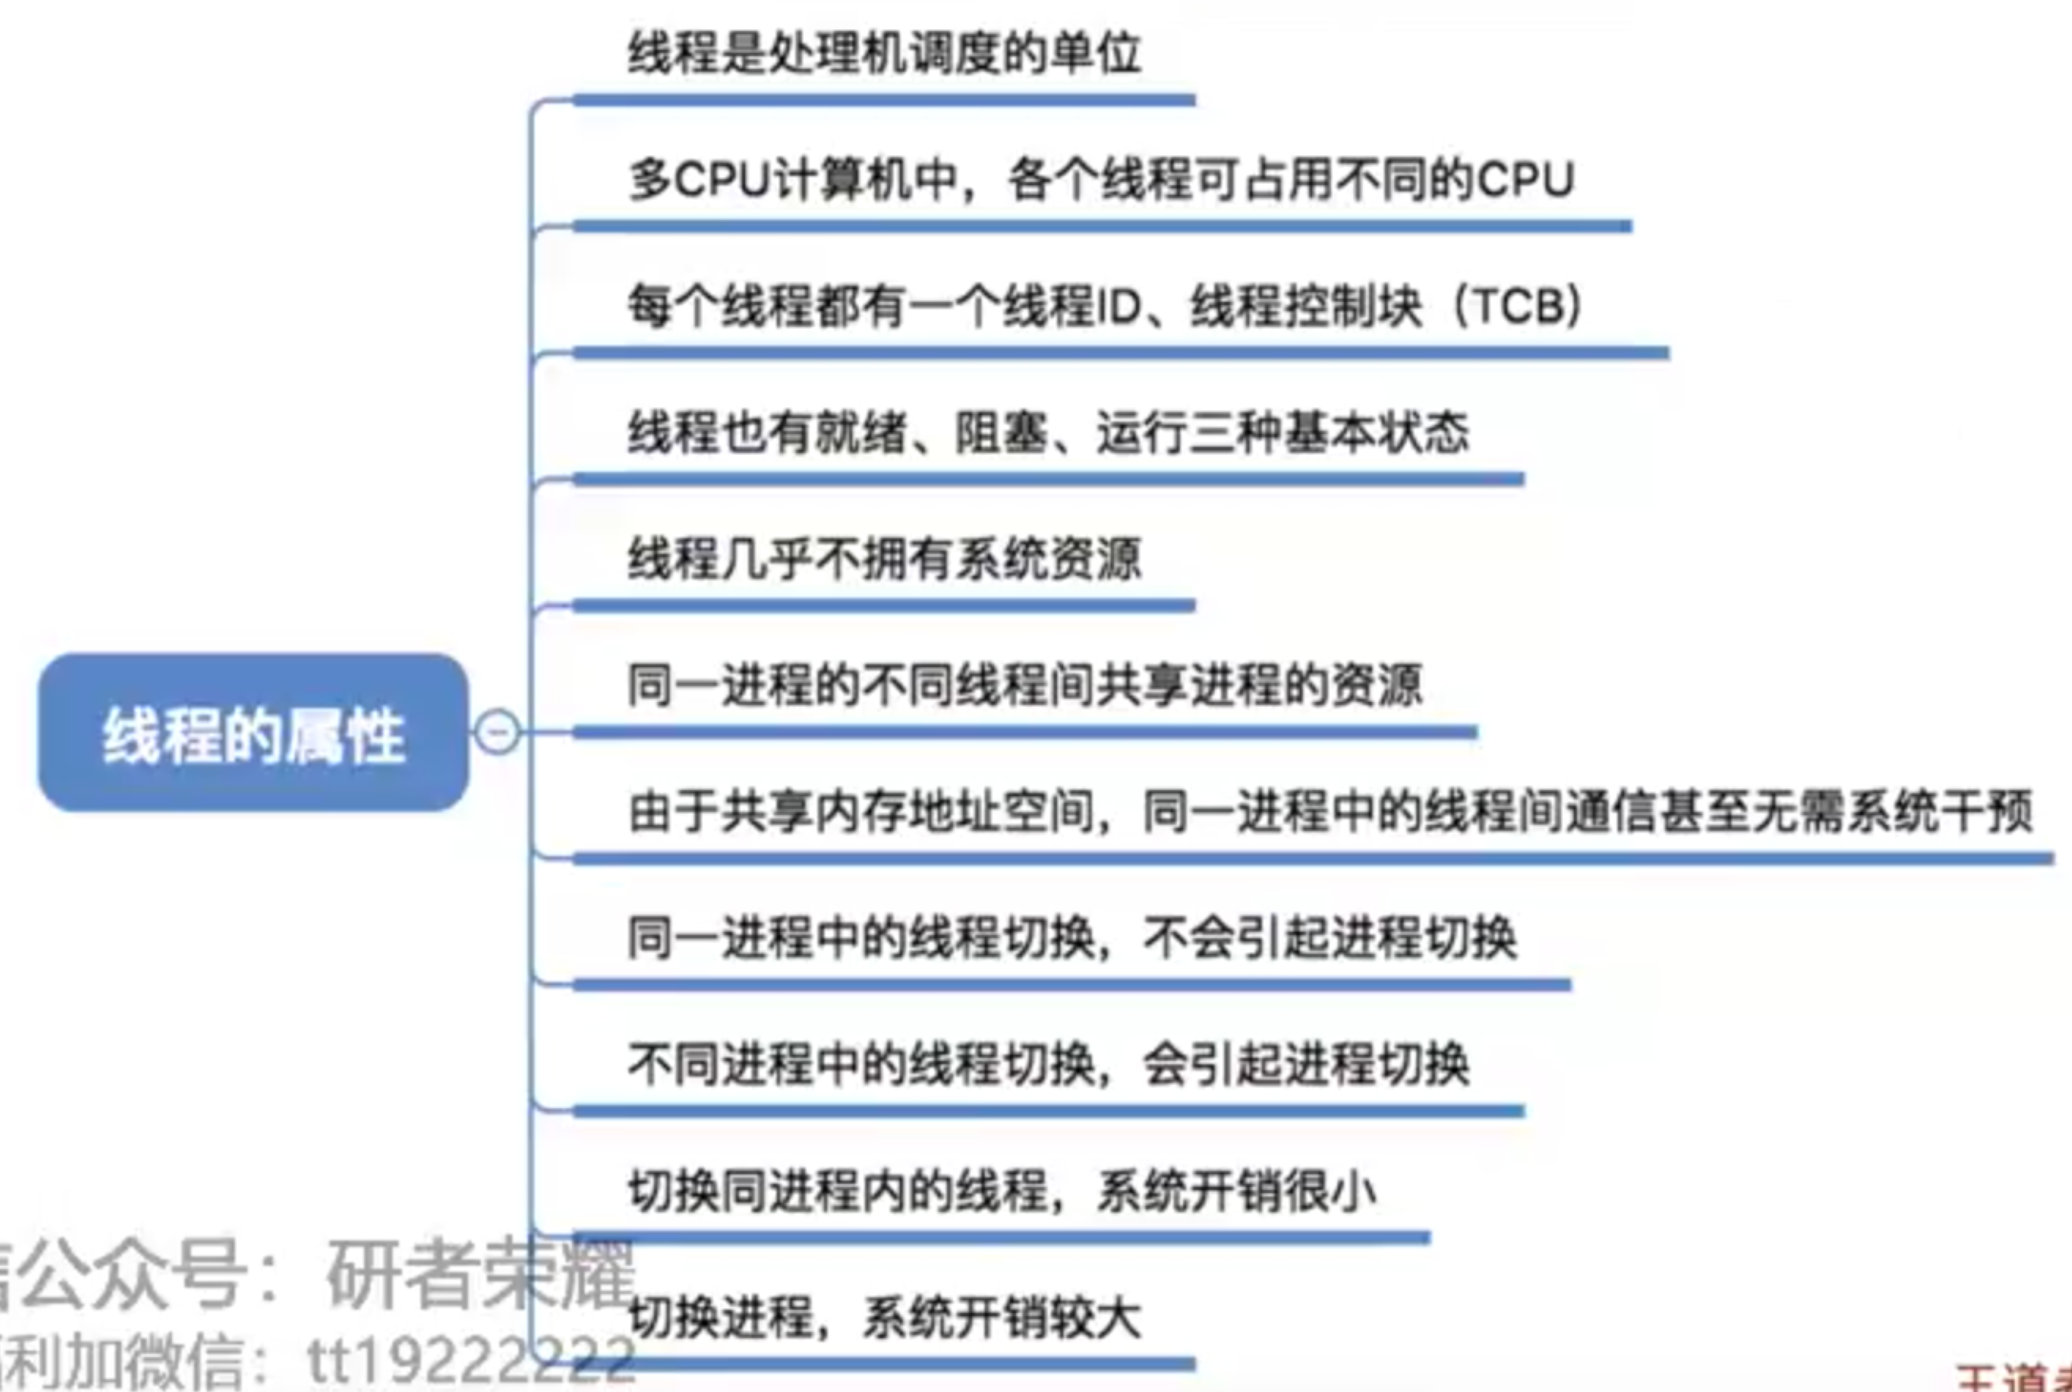 线程是处理机调度的单位
多CPU计算机中，各个线程可占用不同的CPU
每个线程都有一个线程ID、线程控制块（TCB）
线程也有就绪、阻塞、运行三种基本状态
线程几乎不拥有系统资源
同一进程的不同线程间共享进程的资源
线程的属性
由于共享内存地址空间，同一进程中的线程间通信甚至无需系统干预
同一进程中的线程切换，不会引起进程切换
不同进程中的线程切换，会引起进程切换
切换同进程内的线程，系统开销很小
信公众号：研者荣耀
切换进程，系统开销较大
利加微信：tt19222222
王道